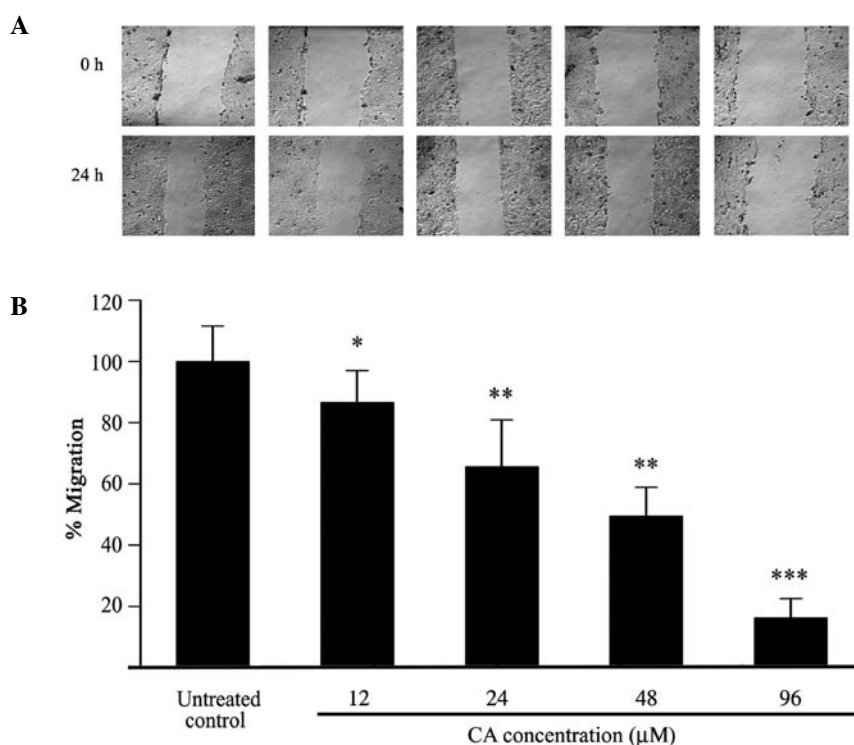 A
0 h
24 h
B
120
100
80
60
40
20
% Migration
*
**
**
***
Untreated
control
12 24 48 96
CA concentration (μM)